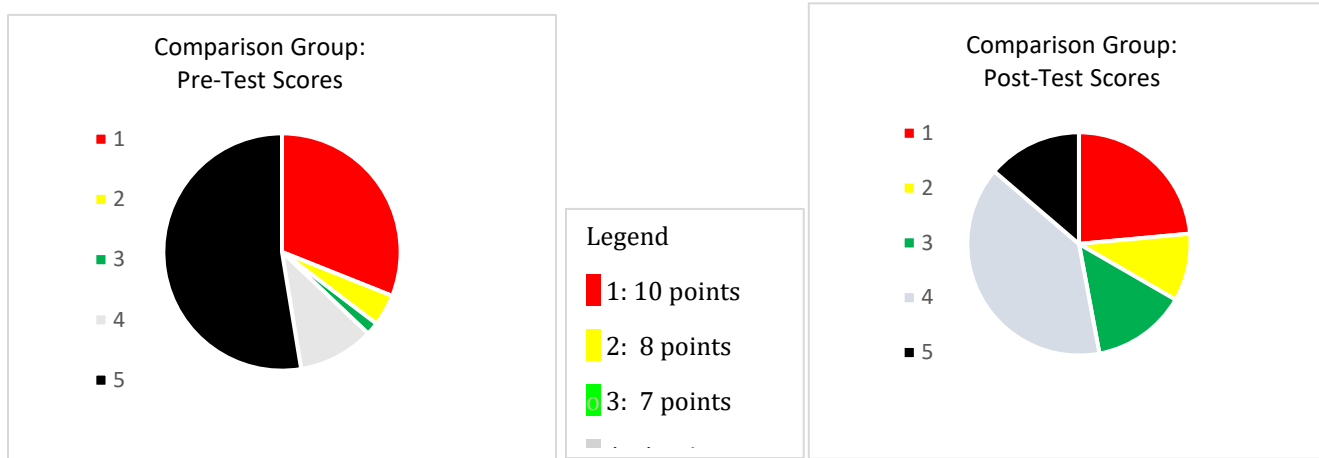 Comparison Group:
Pre-Test Scores
1
2
3
4
5
Legend
1: 10 points
2: 8 points
o 3: 7 points
Comparison Group:
Post-Test Scores
1
2
3
4
5